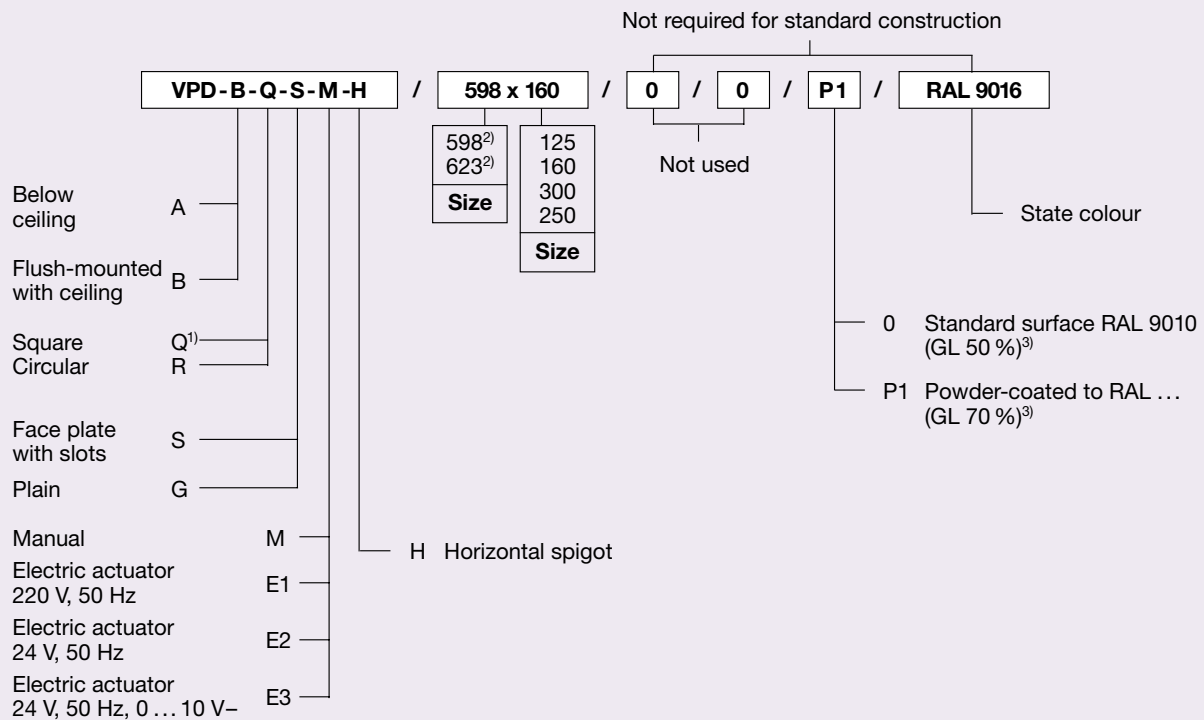 Not required for standard construction
VPD - B - Q - S - M - H / 598 x 160 / 0 / 0 / P1 / RAL 9016
598²⁾
623²⁾
Size
125
160
300
250
Size
Not used
State colour
Below
ceiling
A
Flush-mounted
with ceiling
B
Square Q¹⁾
Circular R
Face plate
with slots
S
Plain G
Manual M
Electric actuator
220 V, 50 Hz
E1
Electric actuator
24 V, 50 Hz
E2
Electric actuator
24 V, 50 Hz, 0 ... 10 V–
E3
H Horizontal spigot
0 Standard surface RAL 9010
(GL 50 %)³⁾
P1 Powder-coated to RAL ...
(GL 70 %)³⁾